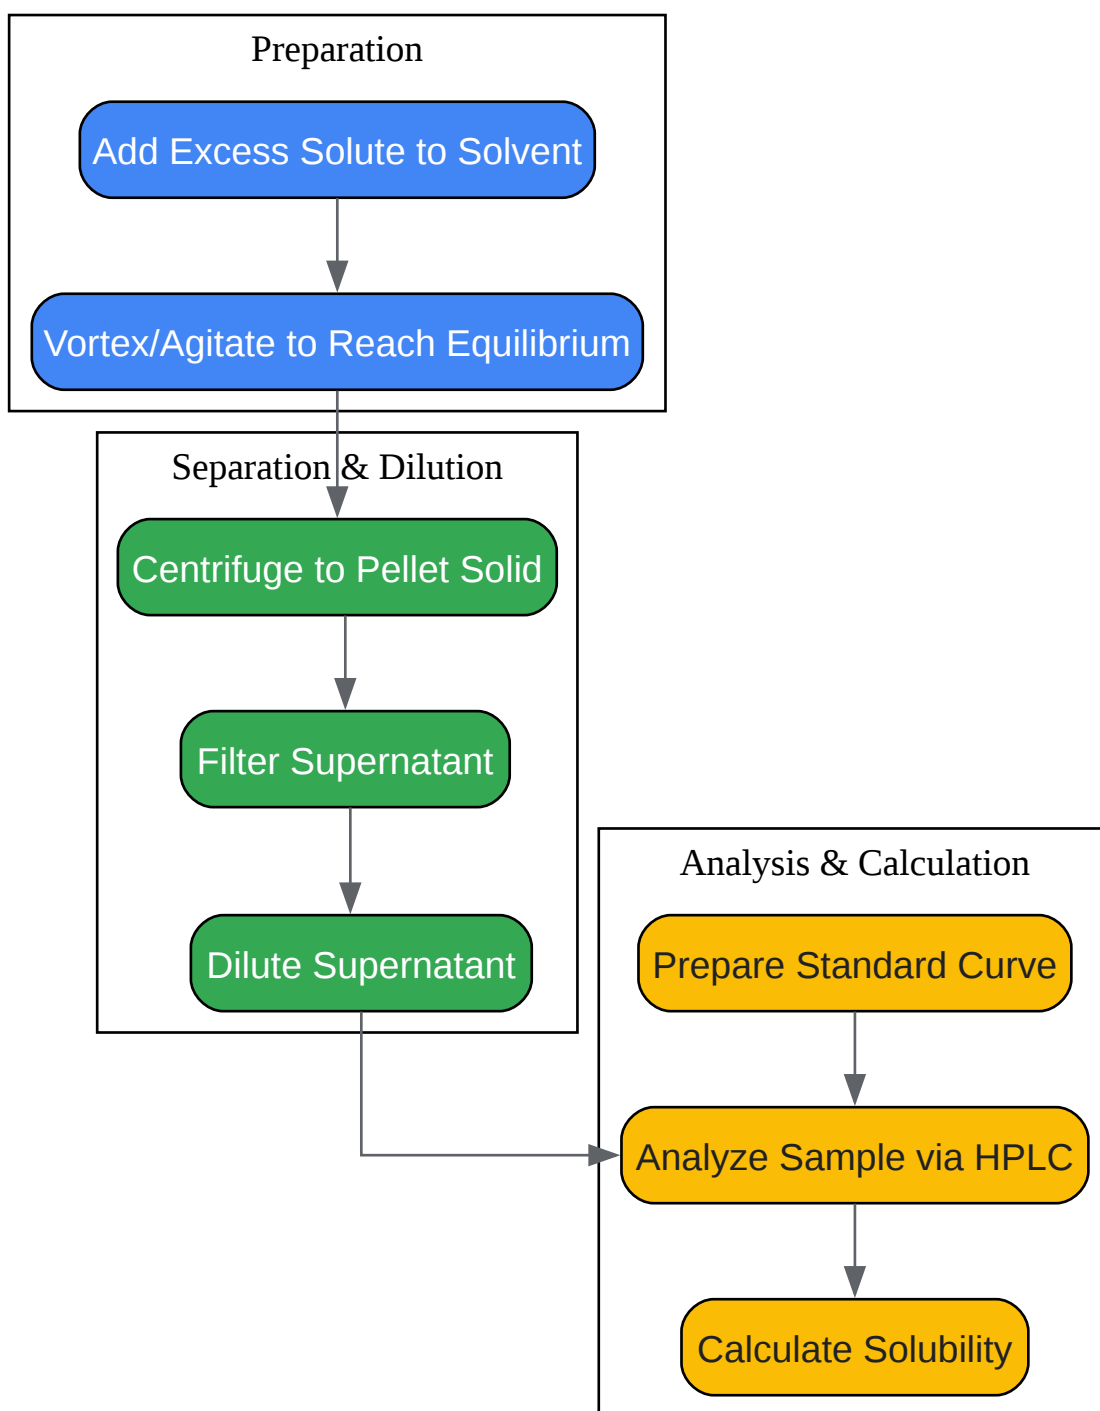 Preparation
Add Excess Solute to Solvent
Vortex/Agitate to Reach Equilibrium
Separation & Dilution
Centrifuge to Pellet Solid
Filter Supernatant
Dilute Supernatant
Analysis & Calculation
Prepare Standard Curve
Analyze Sample via HPLC
Calculate Solubility